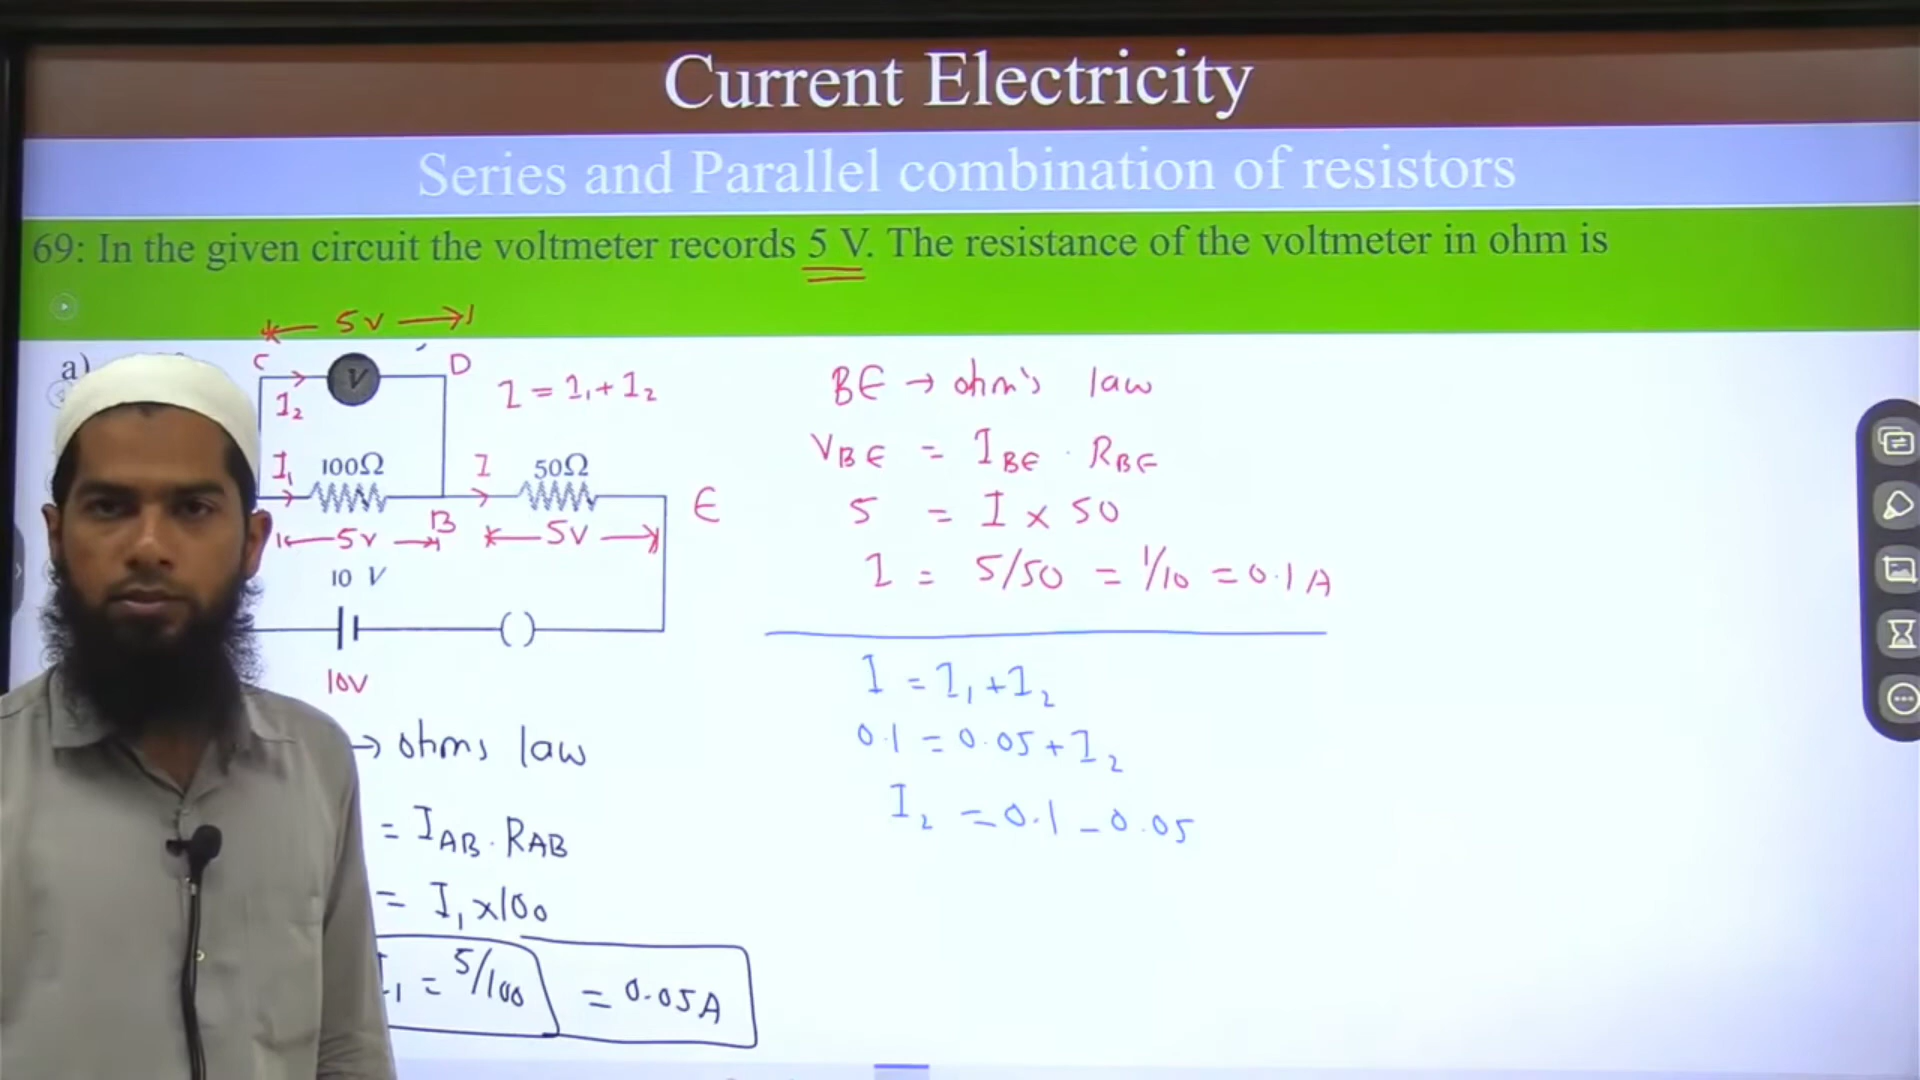 Current Electricity
Series and Parallel combination of resistors
69: In the given circuit the voltmeter records 5 V. The resistance of the voltmeter in ohm is
5V
a)
C
V
D
I₂
I = I₁ + I₂
I₁
100Ω
I
50Ω
E
5V
B
5V
10 V
( )
10V
→ ohms law
= I_AB · R_AB
= I₁ x100
I₁ = 5/100 = 0.05A
BE → ohm's law
V_BE = I_BE · R_BE
5 = I × 50
I = 5/50 = 1/10 = 0.1 A
I = I₁ + I₂
0.1 = 0.05 + I₂
I₂ = 0.1 - 0.05